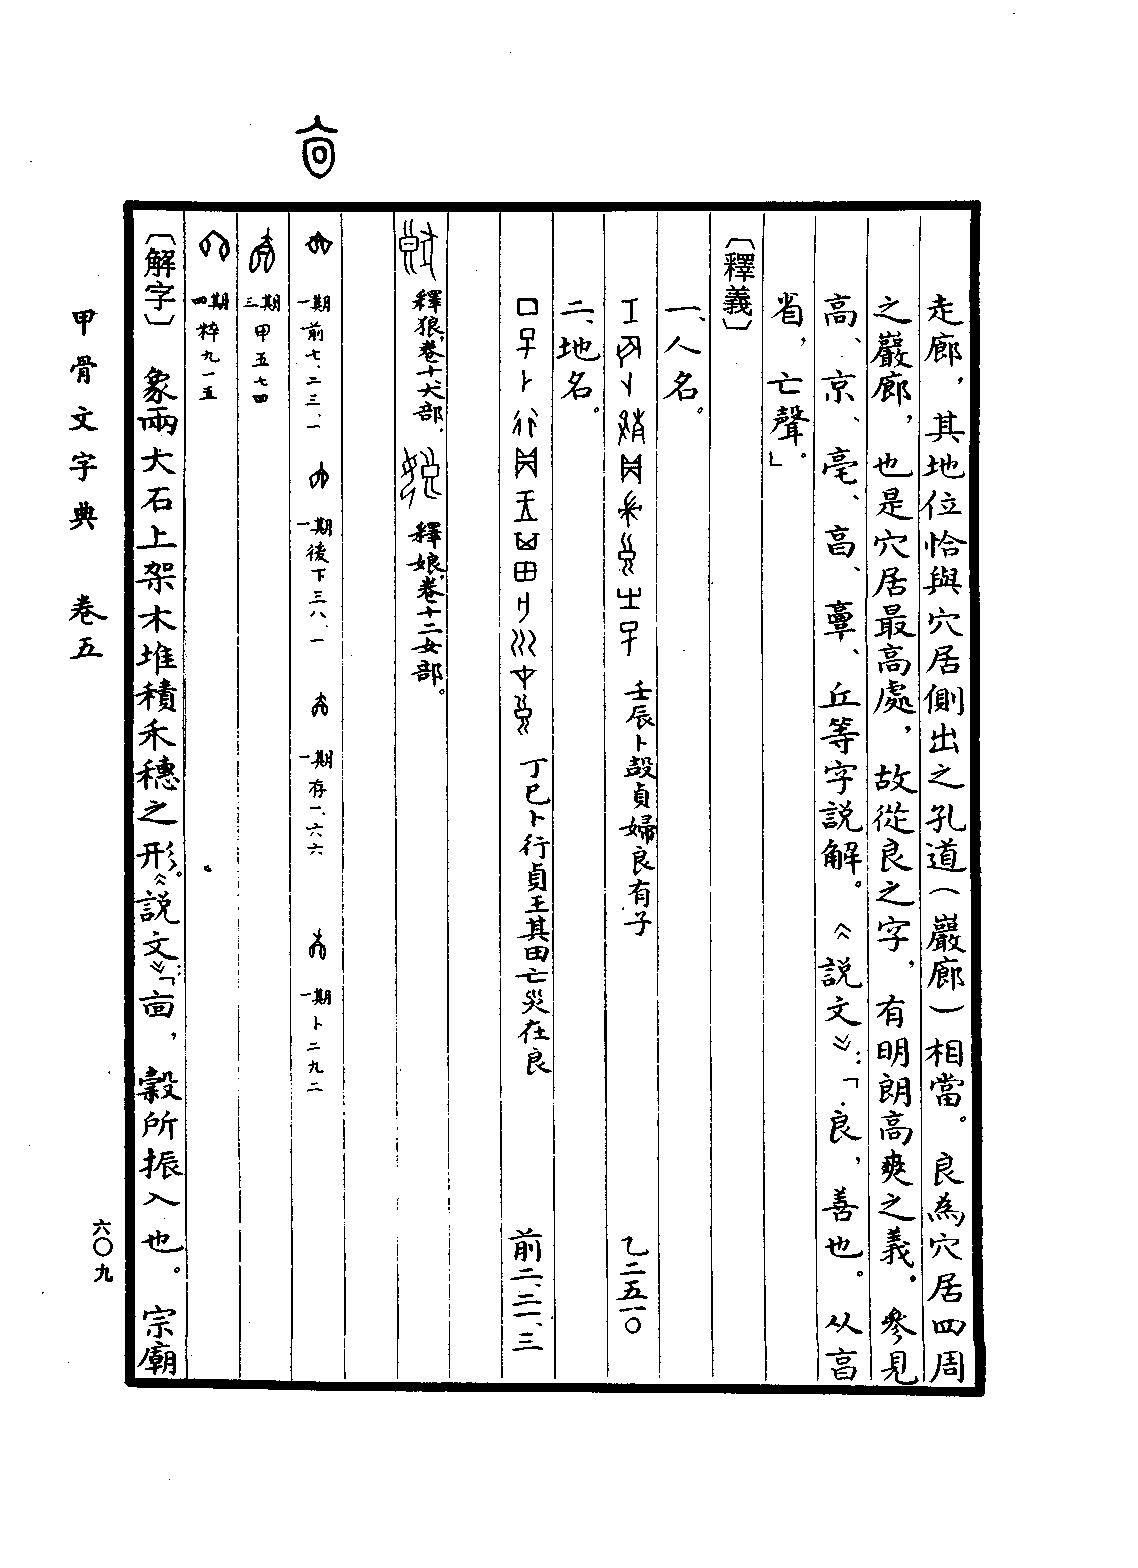 走廊，其地位恰與穴居側出之孔道（巖廊）相當。良為穴居四周
之巖廊，也是穴居最高處，故從良之字，有明朗高爽之義。參見
高、京、亳、㐭、𩫏、丘等字說解。《說文》：「良，善也。从畗
省，亡聲。」
〔釋義〕
一、人名。
壬辰卜㱿貞婦良有子 乙二五一〇
二、地名。
丁巳卜行貞王其田亡災在良 前二、二一、三
釋狼，卷十犬部。 釋娘，卷十二女部。
一期 前七、二三、一 一期 後下三八、一 一期 存一、六六 一期 卜二九二
三期 甲五七四
四期 粹九一五
〔解字〕 象兩大石上架木堆積禾穗之形。《說文》：「㐭，穀所振入也。宗廟
甲骨文字典 卷五
六〇九